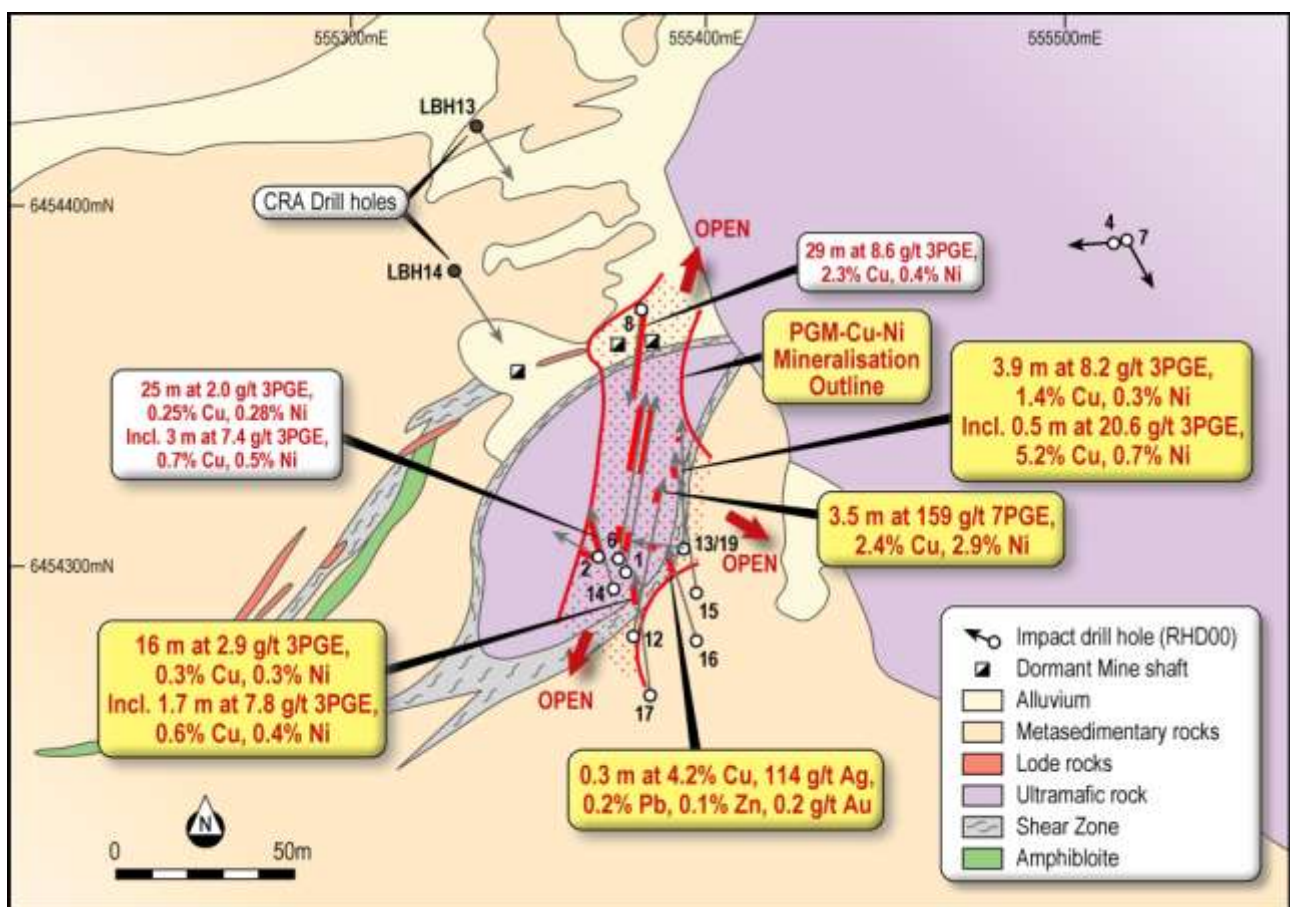 555300mE
555400mE
555500mE
LBH13
CRA Drill holes
6454400mN
OPEN
4
7
LBH14
29 m at 8.6 g/t 3PGE,
2.3% Cu, 0.4% Ni
8
PGM-Cu-Ni
Mineralisation
Outline
3.9 m at 8.2 g/t 3PGE,
1.4% Cu, 0.3% Ni
Incl. 0.5 m at 20.6 g/t 3PGE,
5.2% Cu, 0.7% Ni
25 m at 2.0 g/t 3PGE,
0.25% Cu, 0.28% Ni
Incl. 3 m at 7.4 g/t 3PGE,
0.7% Cu, 0.5% Ni
3.5 m at 159 g/t 7PGE,
2.4% Cu, 2.9% Ni
6454300mN
6
1
13/19
OPEN
2
14
15
12
16
17
16 m at 2.9 g/t 3PGE,
0.3% Cu, 0.3% Ni
Incl. 1.7 m at 7.8 g/t 3PGE,
0.6% Cu, 0.4% Ni
OPEN
0.3 m at 4.2% Cu, 114 g/t Ag,
0.2% Pb, 0.1% Zn, 0.2 g/t Au
Impact drill hole (RHD00)
Dormant Mine shaft
Alluvium
Metasedimentary rocks
Lode rocks
Ultramafic rock
Shear Zone
Amphibloite
N
0
50m